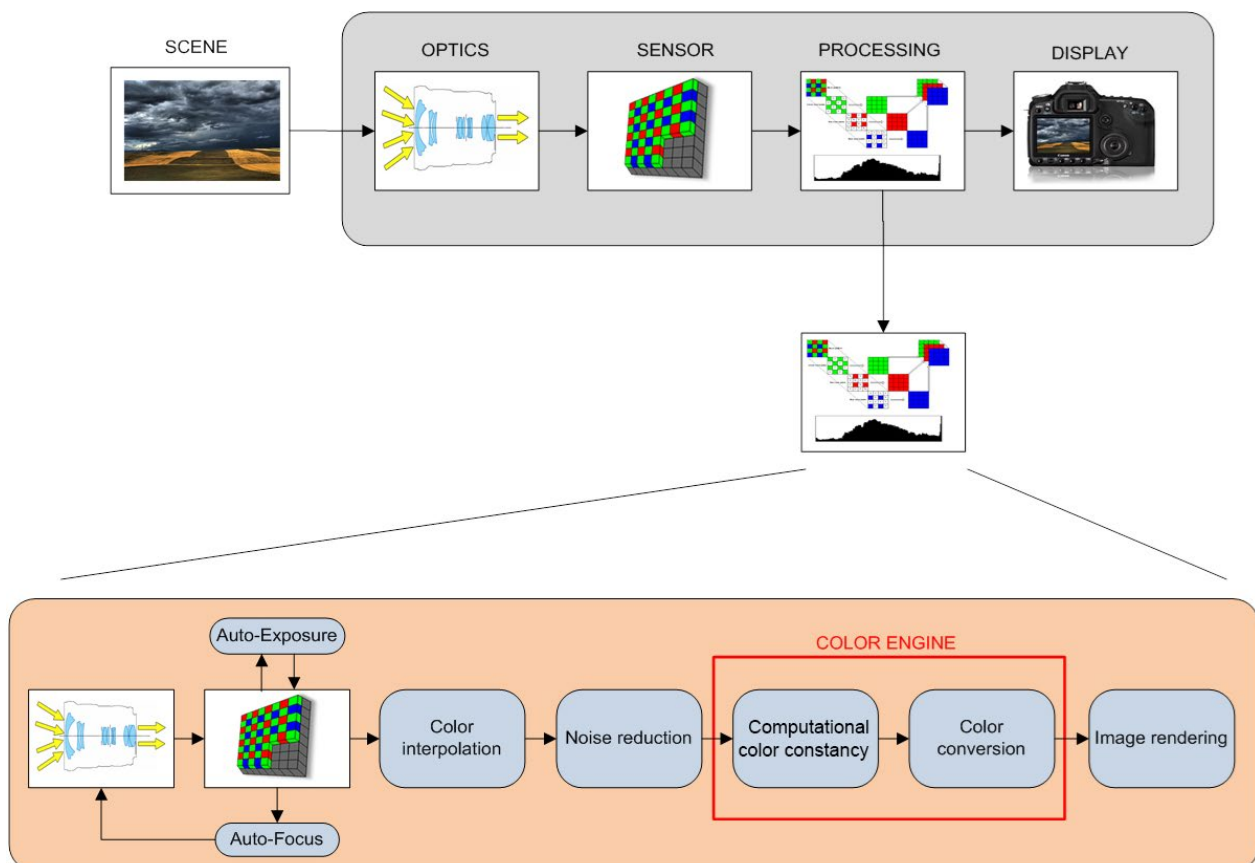 SCENE
OPTICS
SENSOR
PROCESSING
DISPLAY
Auto-Exposure
COLOR ENGINE
Color
interpolation
Noise reduction
Computational
color constancy
Color
conversion
Image rendering
Auto-Focus